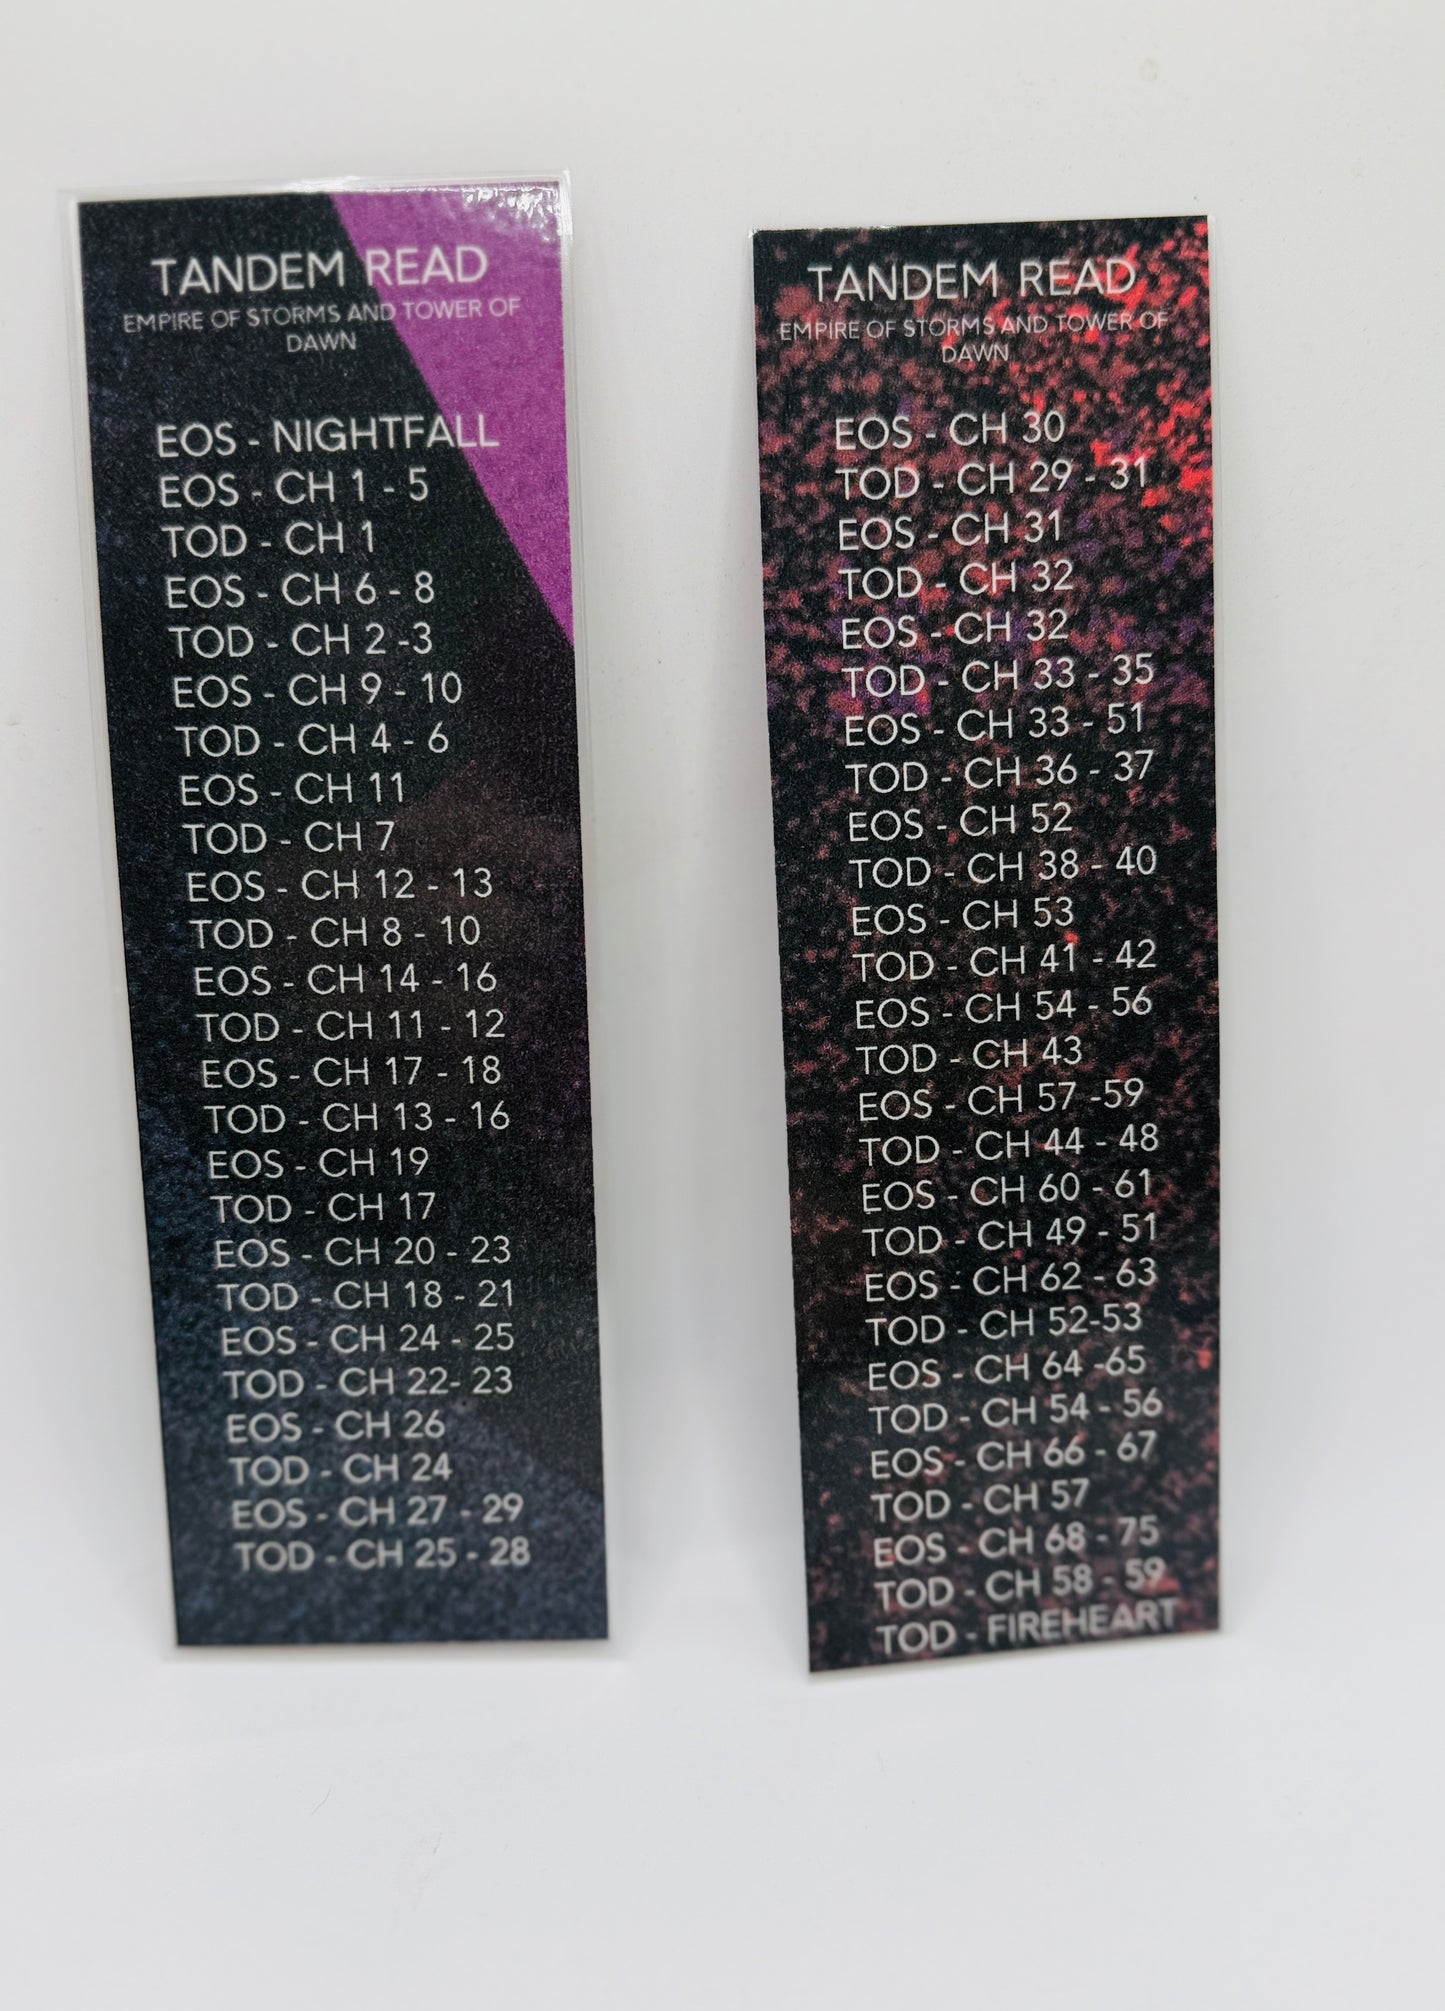 TANDEM READ
EMPIRE OF STORMS AND TOWER OF
DAWN
EOS - NIGHTFALL
EOS - CH 1 - 5
TOD - CH 1
EOS - CH 6 - 8
TOD - CH 2 -3
EOS - CH 9 - 10
TOD - CH 4 - 6
EOS - CH 11
TOD - CH 7
EOS - CH 12 - 13
TOD - CH 8 - 10
EOS - CH 14 - 16
TOD - CH 11 - 12
EOS - CH 17 - 18
TOD - CH 13 - 16
EOS - CH 19
TOD - CH 17
EOS - CH 20 - 23
TOD - CH 18 - 21
EOS - CH 24 - 25
TOD - CH 22- 23
EOS - CH 26
TOD - CH 24
EOS - CH 27 - 29
TOD - CH 25 - 28
TANDEM READ
EMPIRE OF STORMS AND TOWER OF
DAWN
EOS - CH 30
TOD - CH 29 - 31
EOS - CH 31
TOD - CH 32
EOS - CH 32
TOD - CH 33 - 35
EOS - CH 33 - 51
TOD - CH 36 - 37
EOS - CH 52
TOD - CH 38 - 40
EOS - CH 53
TOD - CH 41 - 42
EOS - CH 54 - 56
TOD - CH 43
EOS - CH 57 -59
TOD - CH 44 - 48
EOS - CH 60 - 61
TOD - CH 49 - 51
EOS - CH 62 - 63
TOD - CH 52-53
EOS - CH 64 -65
TOD - CH 54 - 56
EOS - CH 66 - 67
TOD - CH 57
EOS - CH 68 - 75
TOD - CH 58 - 59
TOD - FIREHEART